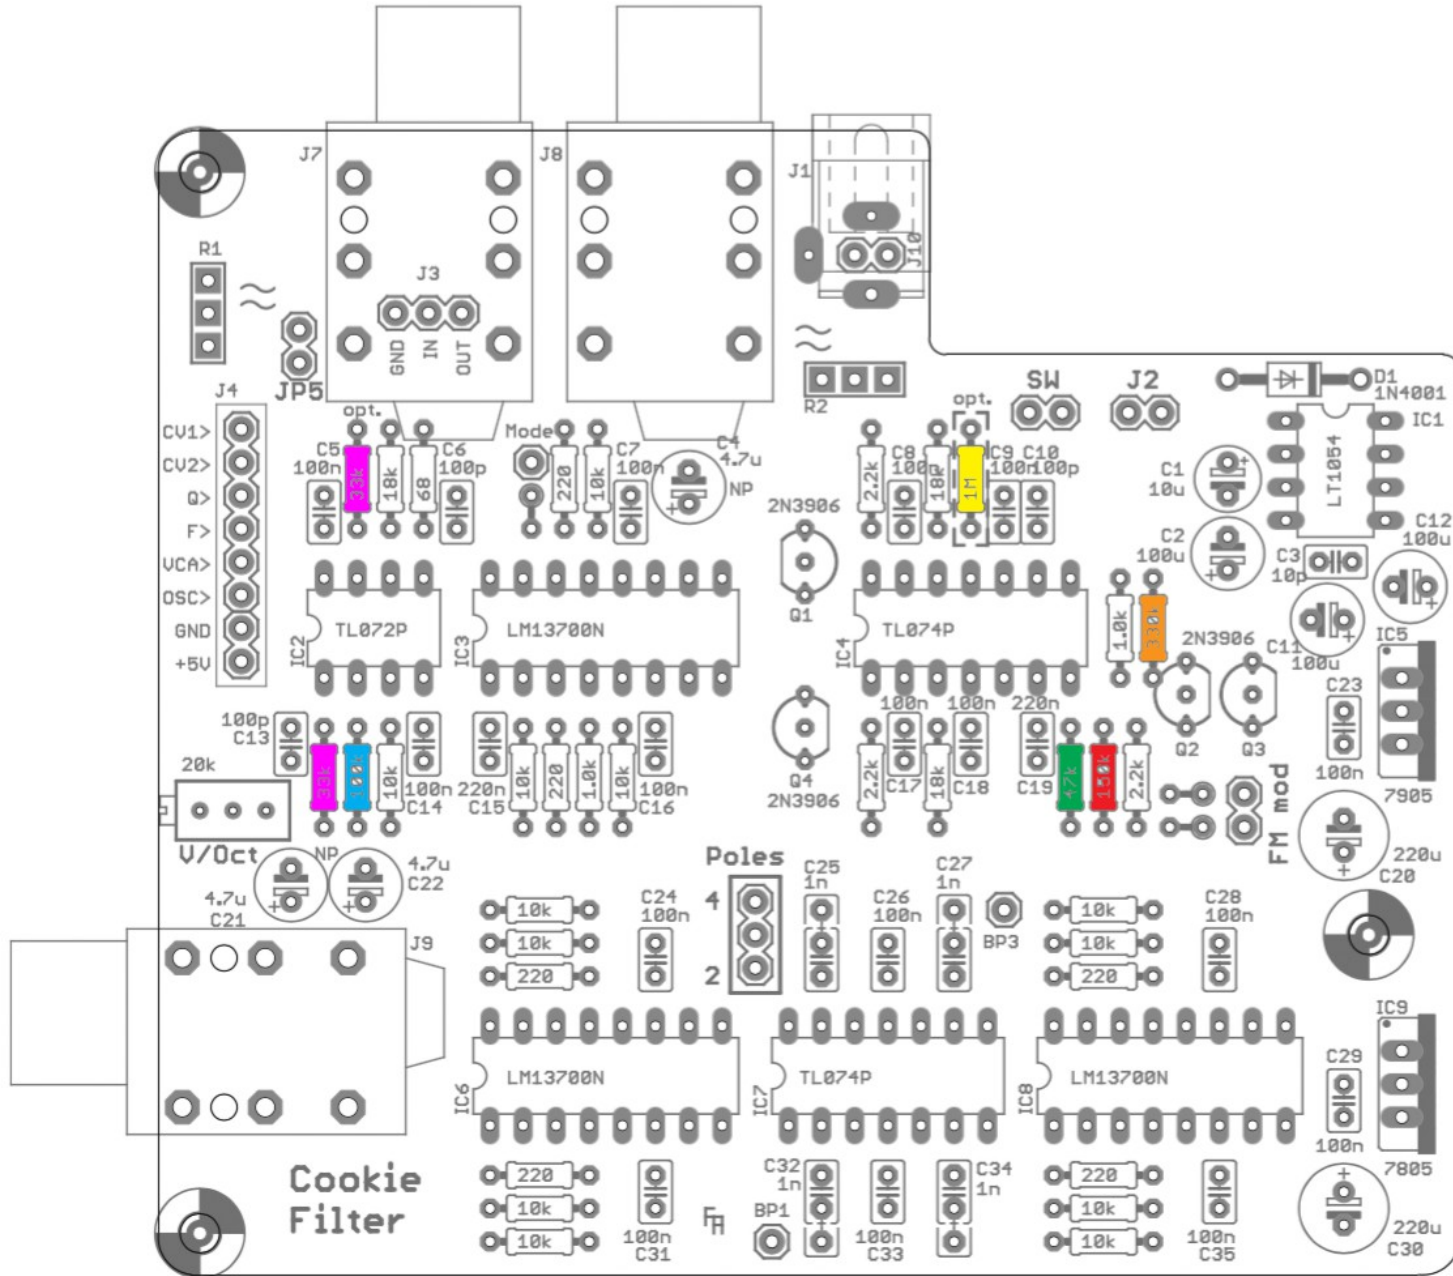 J7
J8
J1
R1
J3
J10
GND
IN
OUT
JP5
R2
SW
J2
D1
1N4001
IC1
J4
CV1>
CV2>
Q>
F>
VCA>
OSC>
GND
+5V
opt.
C5
100n
33k
18k
68
C6
100p
Mode
220
10k
C7
100n
C4
4.7u
NP
+
2N3906
Q1
2.2k
C8
100n
18k
opt.
1M
C9
100n
C10
100p
C1
10u
+
C2
100u
+
LT1054
C3
10p
C12
100u
+
C11
100u
+
IC2
TL072P
IC3
LM13700N
IC4
TL074P
1.0k
330k
2N3906
Q2
Q3
IC5
C23
100n
7905
100p
C13
33k
100k
10k
100n
C14
220n
C15
10k
220
1.0k
10k
100n
C16
Q4
2N3906
2.2k
100n
C17
18k
100n
C18
220n
C19
47k
150k
2.2k
FM mod
20k
V/Oct
NP
4.7u
C21
+
4.7u
C22
+
220u
C20
+
J9
10k
10k
220
C24
100n
Poles
4
2
C25
1n
+
C26
100n
C27
1n
+
BP3
10k
10k
220
C28
100n
IC6
LM13700N
IC7
TL074P
IC8
LM13700N
IC9
C29
100n
7805
Cookie
Filter
220
10k
10k
100n
C31
FA
BP1
C32
1n
+
100n
C33
C34
1n
+
220
10k
10k
100n
C35
+
220u
C30